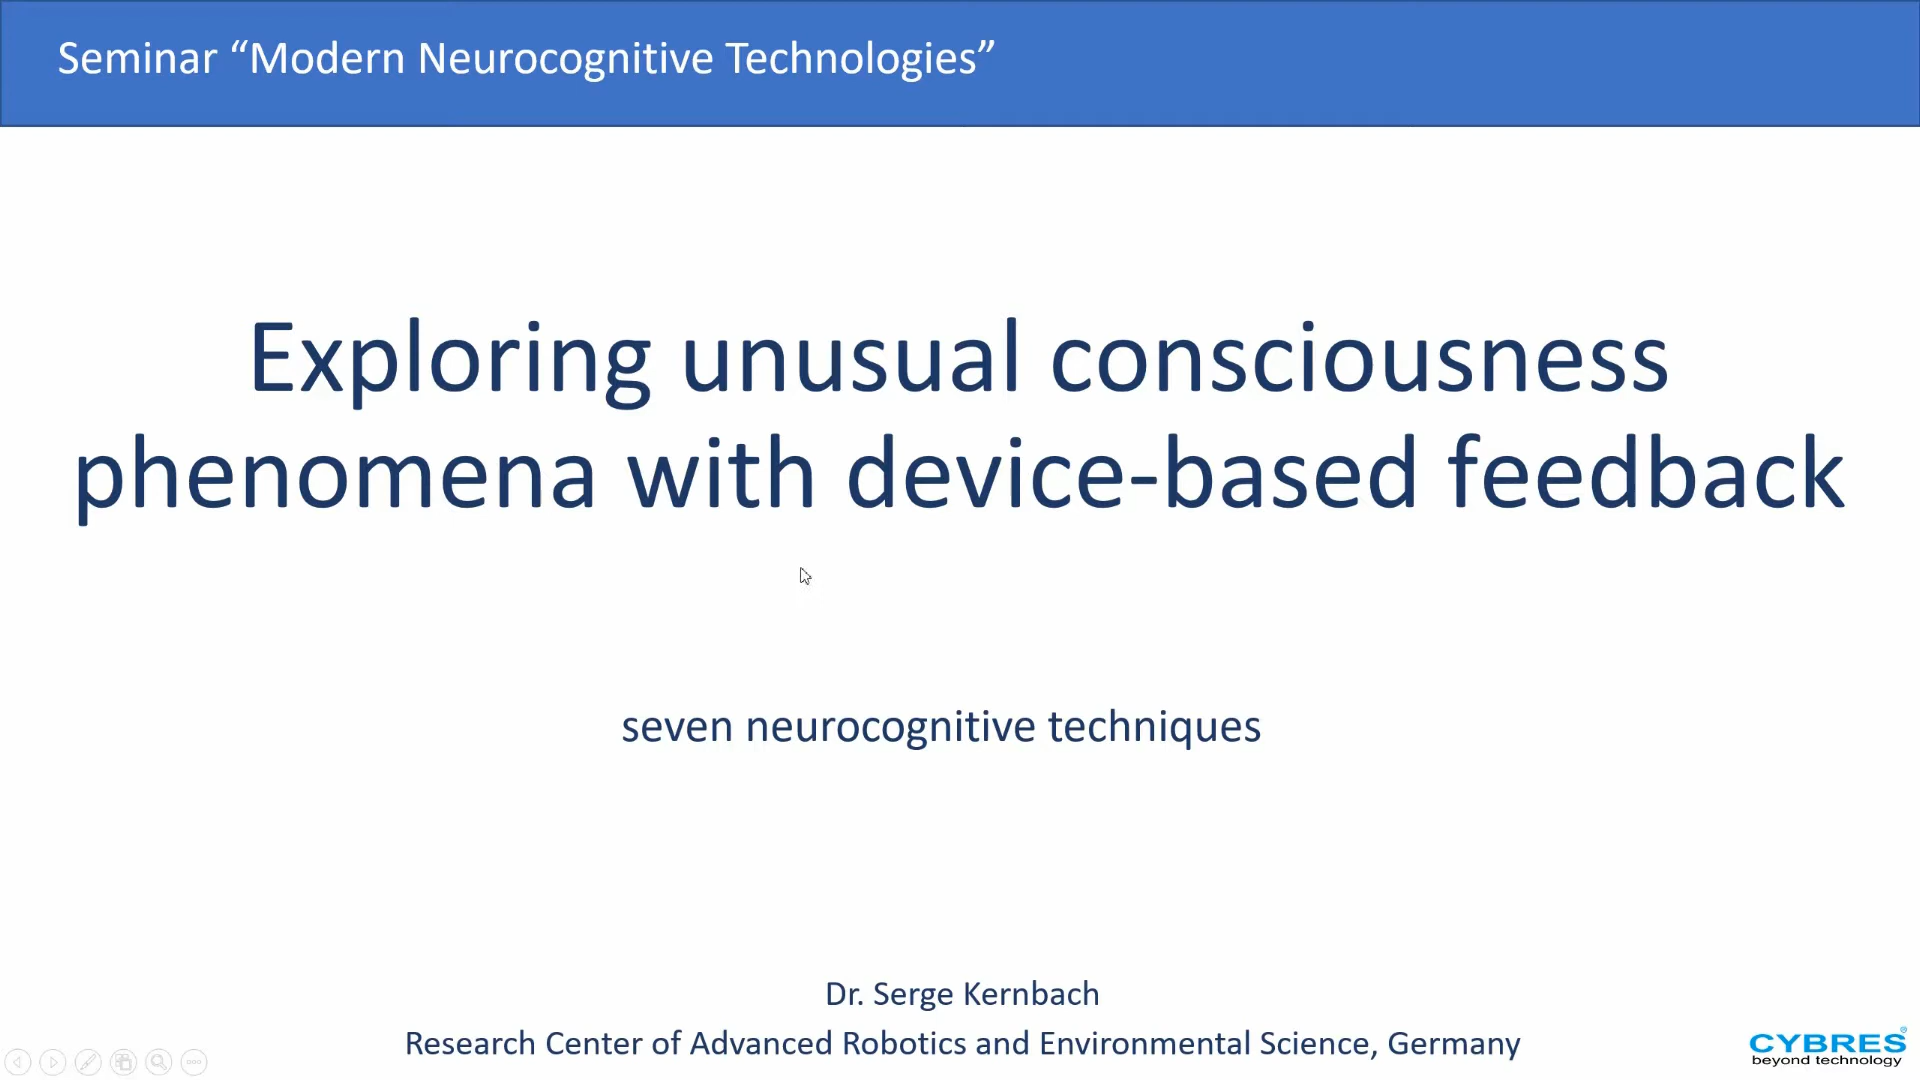 Seminar “Modern Neurocognitive Technologies”
Exploring unusual consciousness
phenomena with device-based feedback
seven neurocognitive techniques
Dr. Serge Kernbach
Research Center of Advanced Robotics and Environmental Science, Germany
CYBRES®
beyond technology